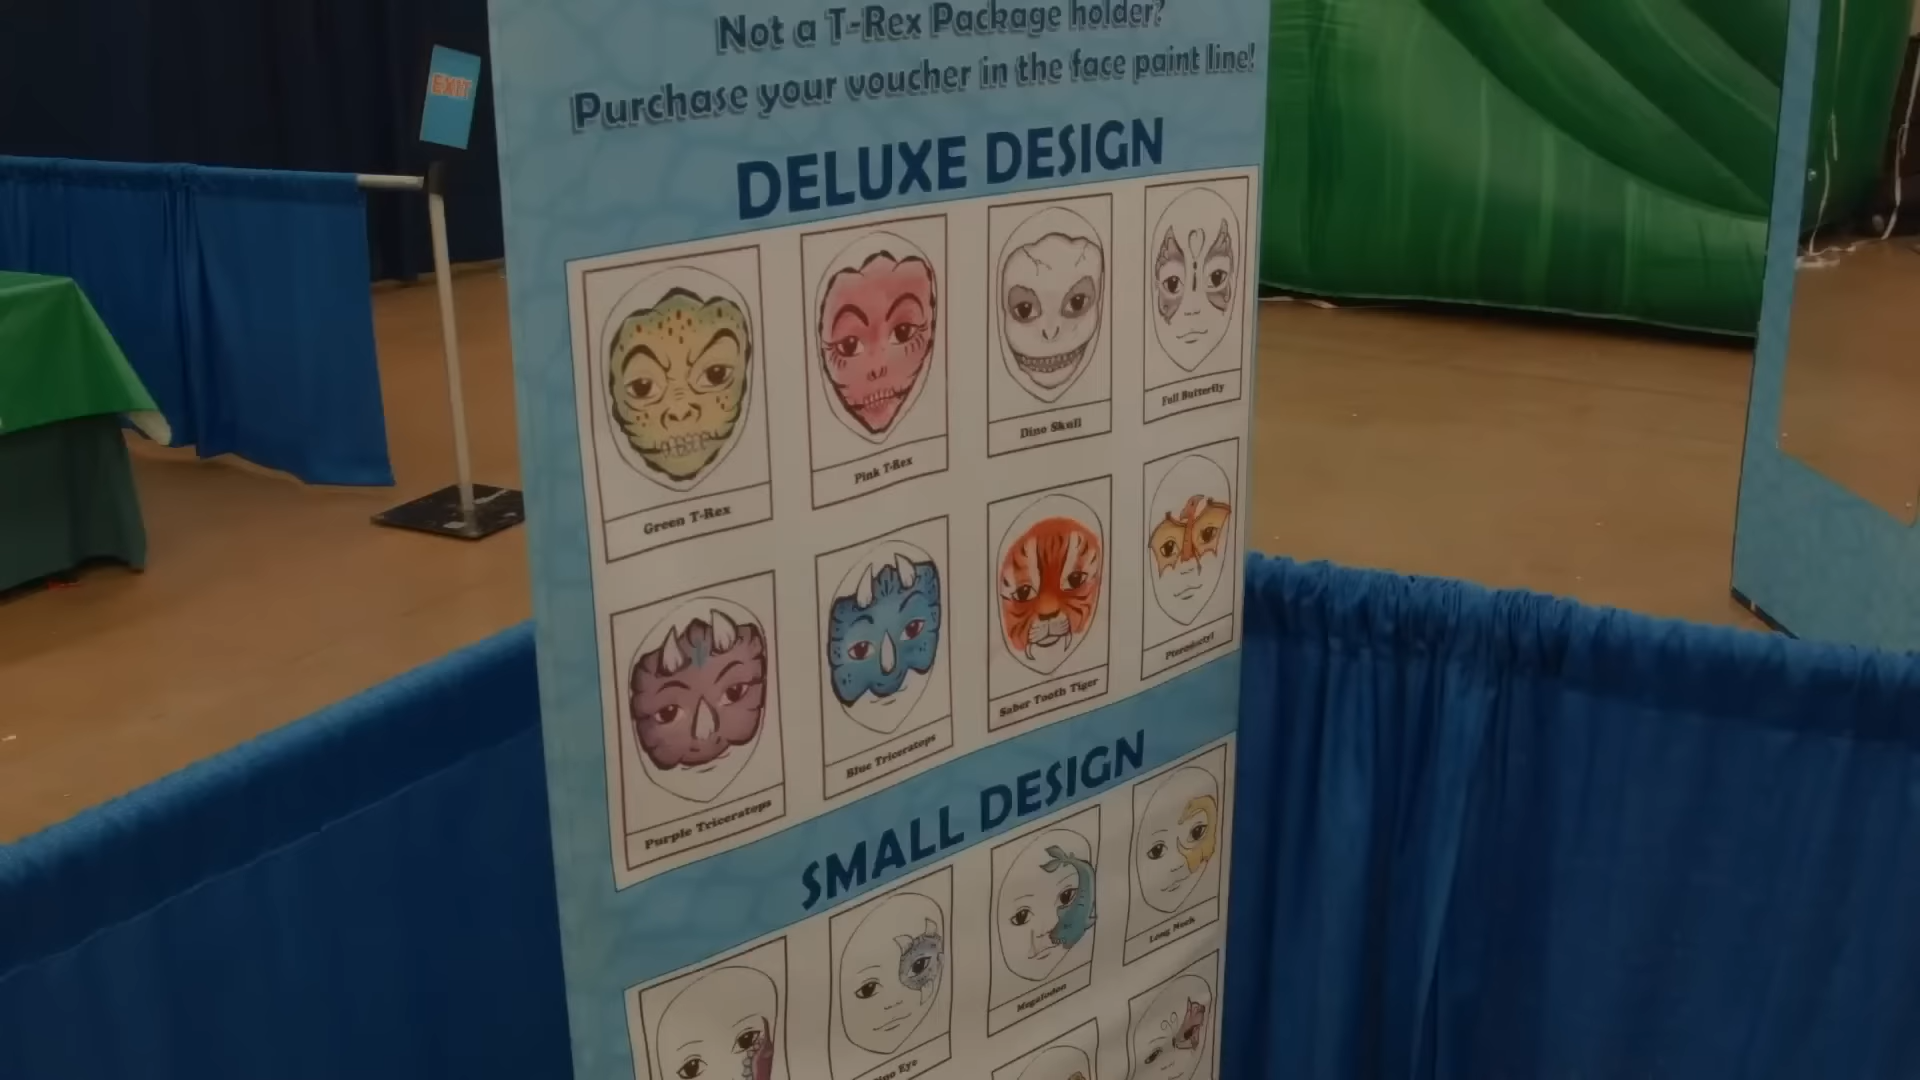 Not a T-Rex Package holder?
Purchase your voucher in the face paint line!
EXIT
DELUXE DESIGN
Green T-Rex
Pink T-Rex
Dino Skull
Full Butterfly
Purple Triceratops
Blue Triceratops
Saber Tooth Tiger
Pterodactyl
SMALL DESIGN
Eye
Megalodon
Long Neck